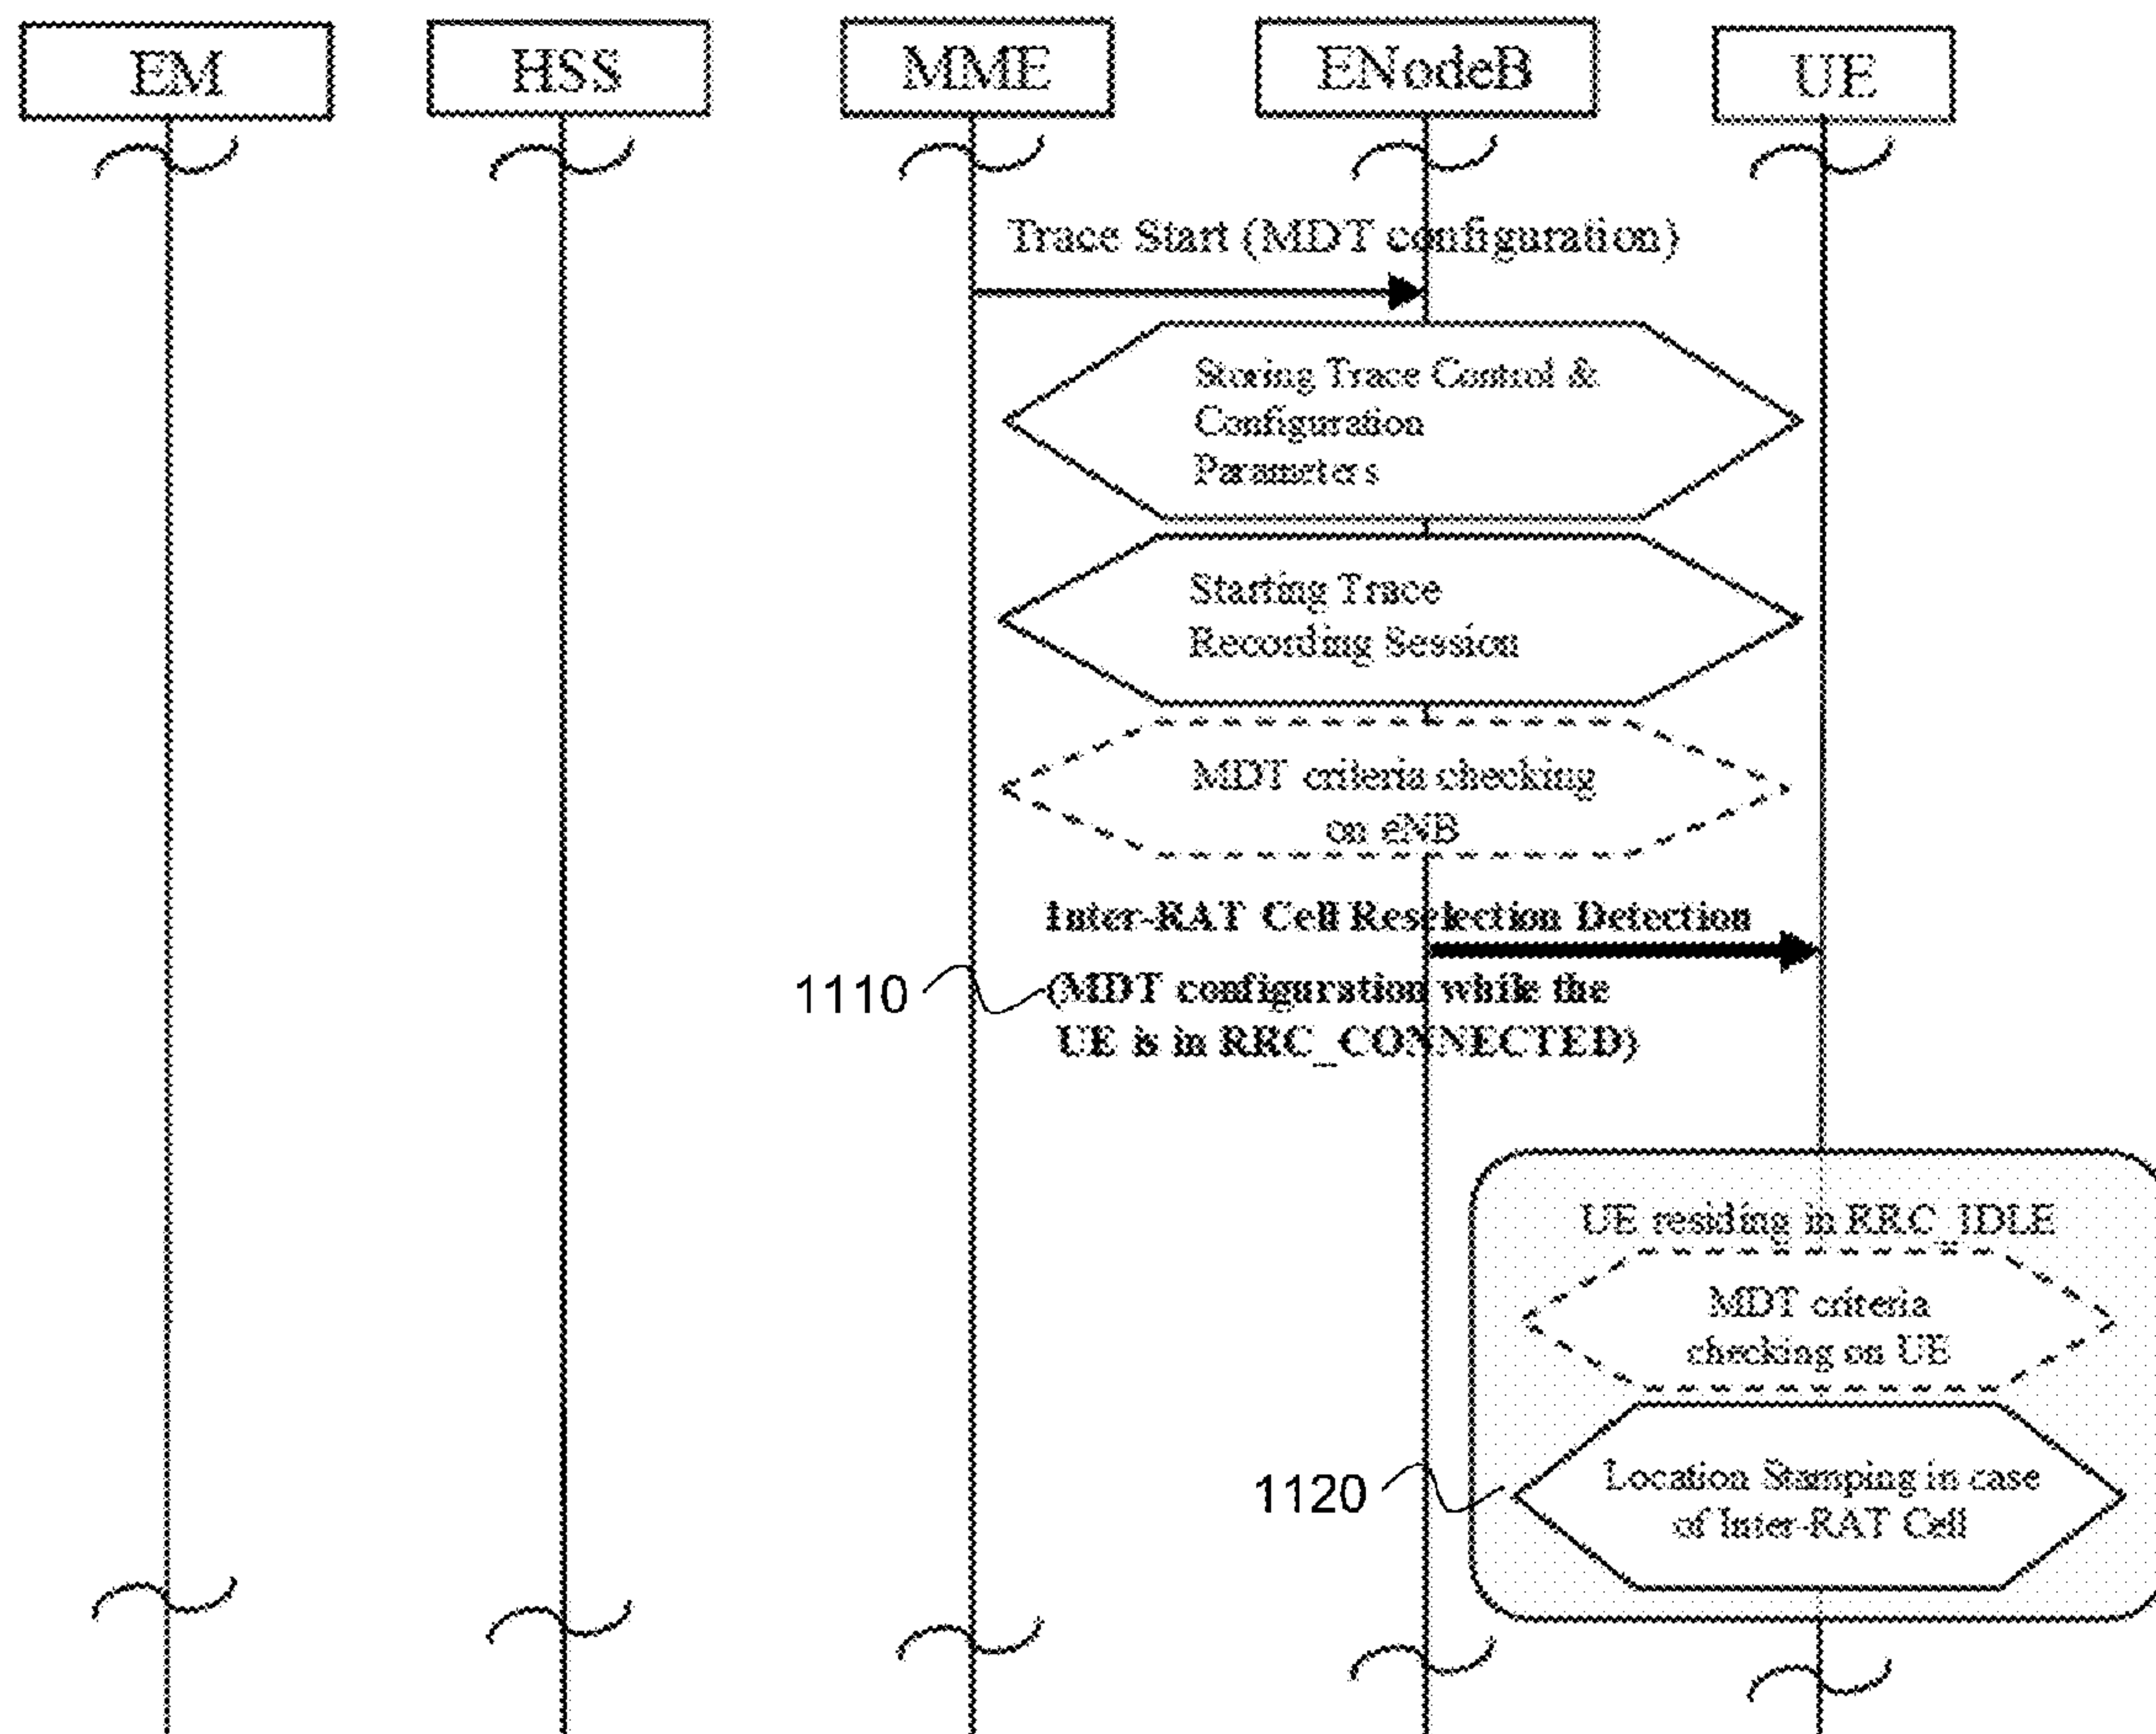 EM
HSS
MME
ENodeB
UE
Trace Start (MDT configuration)
Storing Trace Control &
Configuration
Parameters
Starting Trace
Recording Session
MDT criteria checking
on eNB
Inter-RAT Cell Reselection Detection
1110
(MDT configuration while the
UE is in RRC_CONNECTED)
UE residing in RRC_IDLE
MDT criteria
checking on UE
1120
Location Stamping in case
of Inter-RAT Cell